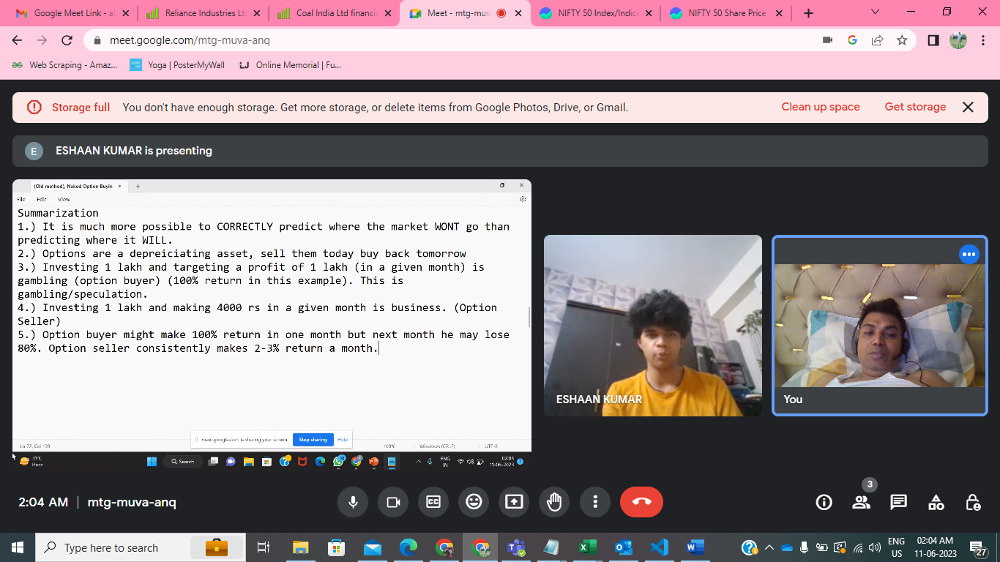 Google Meet Link - a
Reliance Industries Lt
Coal India Ltd financi
Meet - mtg-muv
NIFTY 50 Index/Indice
NIFTY 50 Share Price
meet.google.com/mtg-muva-anq
Web Scraping - Amaz...
Yoga | PosterMyWall
Online Memorial | Fu...
Storage full You don't have enough storage. Get more storage, or delete items from Google Photos, Drive, or Gmail. Clean up space Get storage
E ESHAAN KUMAR is presenting
(Old method), Naked Option Buyin
File Edit View
Summarization
1.) It is much more possible to CORRECTLY predict where the market WONT go than
predicting where it WILL.
2.) Options are a depreiciating asset, sell them today buy back tomorrow
3.) Investing 1 lakh and targeting a profit of 1 lakh (in a given month) is
gambling (option buyer) (100% return in this example). This is
gambling/speculation.
4.) Investing 1 lakh and making 4000 rs in a given month is business. (Option
Seller)
5.) Option buyer might make 100% return in one month but next month he may lose
80%. Option seller consistently makes 2-3% return a month.
meet.google.com is sharing your screen. Stop sharing Hide
Ln 72, Col 139 100% Windows (CRLF) UTF-8
31°C
Haze
Search
ENG
IN
02:04
11-06-2023
ESHAAN KUMAR
You
2:04 AM | mtg-muva-anq
3
Type here to search
ENG
US
02:04 AM
11-06-2023
27